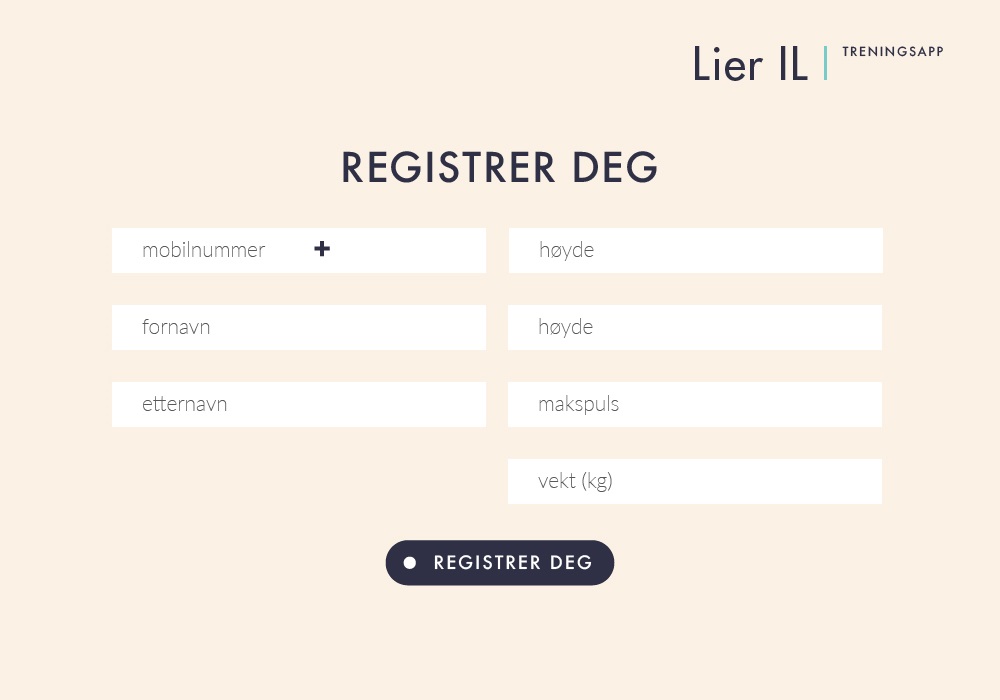 Lier IL | TRENINGSAPP
REGISTRER DEG
mobilnummer +
fornavn
etternavn
høyde
høyde
makspuls
vekt (kg)
REGISTRER DEG